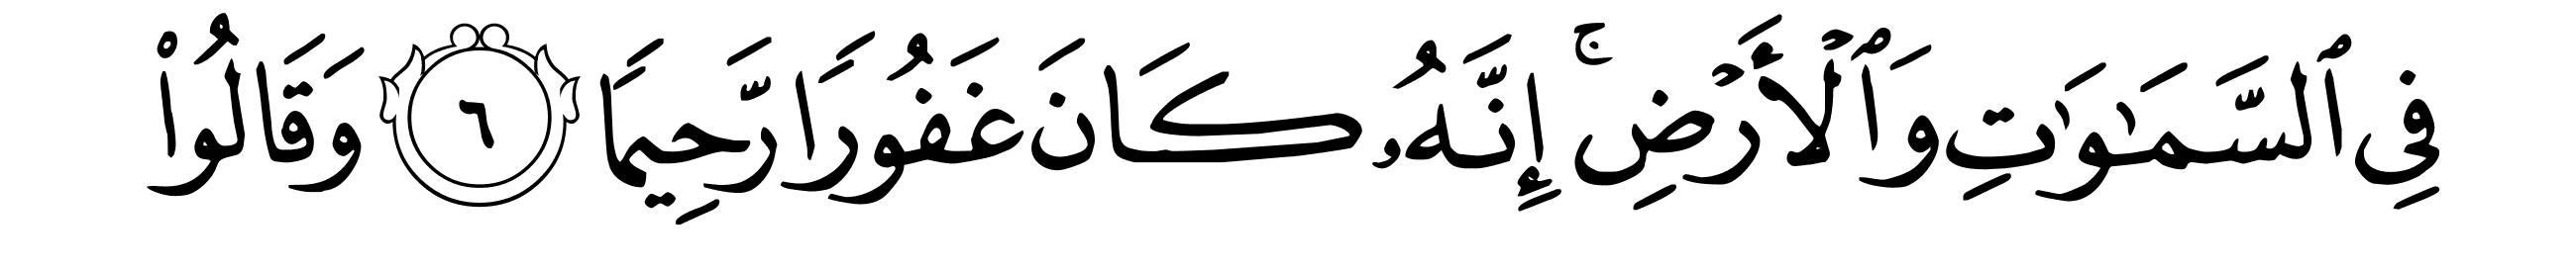 فِي ٱلسَّمَٰوَٰتِ وَٱلۡأَرۡضِۚ إِنَّهُۥ كَانَ غَفُورٗا رَّحِيمٗا ٦ وَقَالُواْ